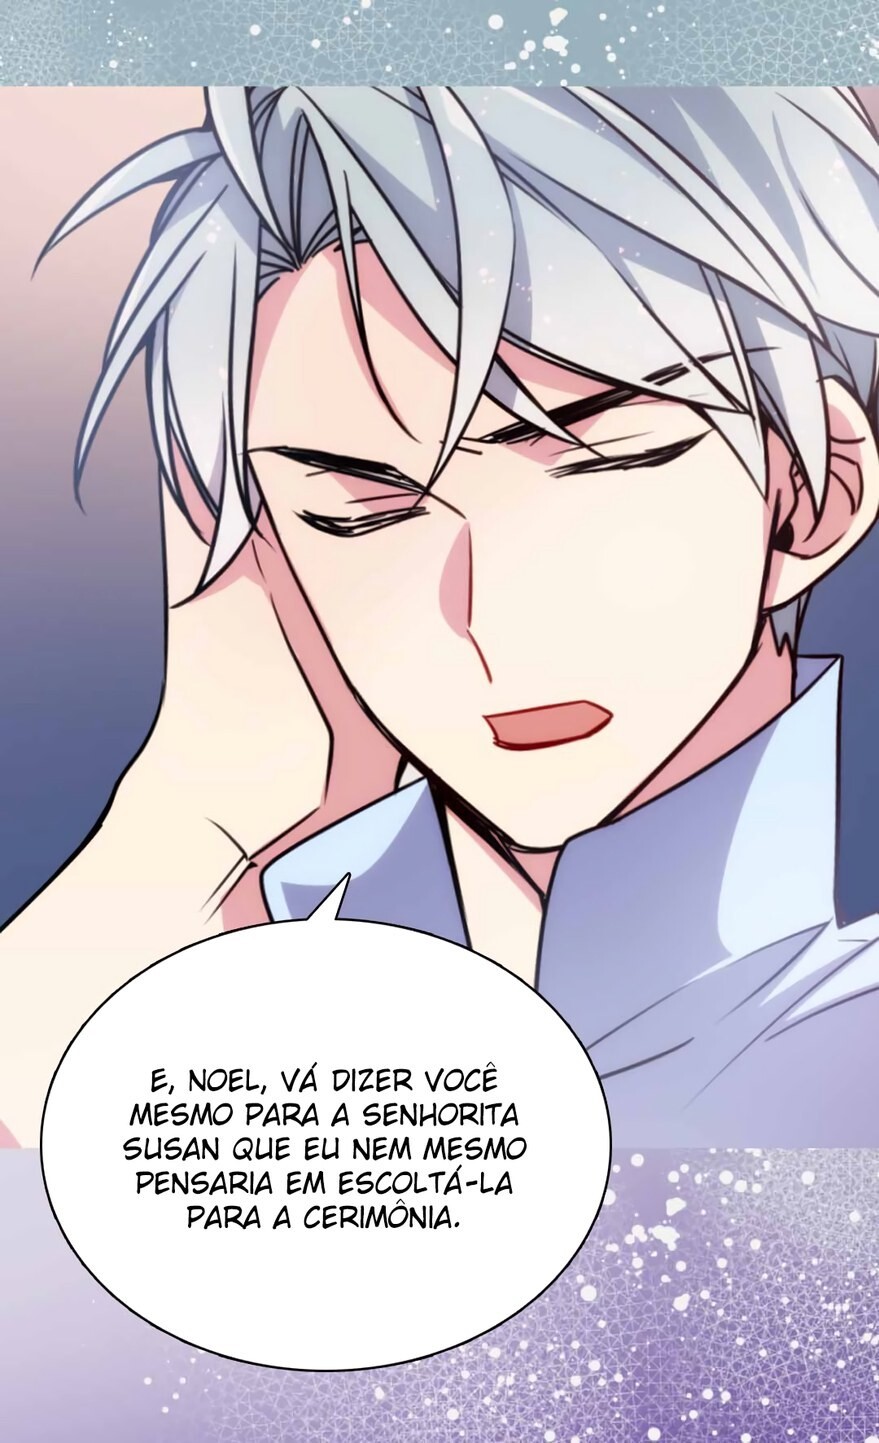 E, NOEL, VÁ DIZER VOCÊ
MESMO PARA A SENHORITA
SUSAN QUE EU NEM MESMO
PENSARIA EM ESCOLTÁ-LA
PARA A CERIMÔNIA.